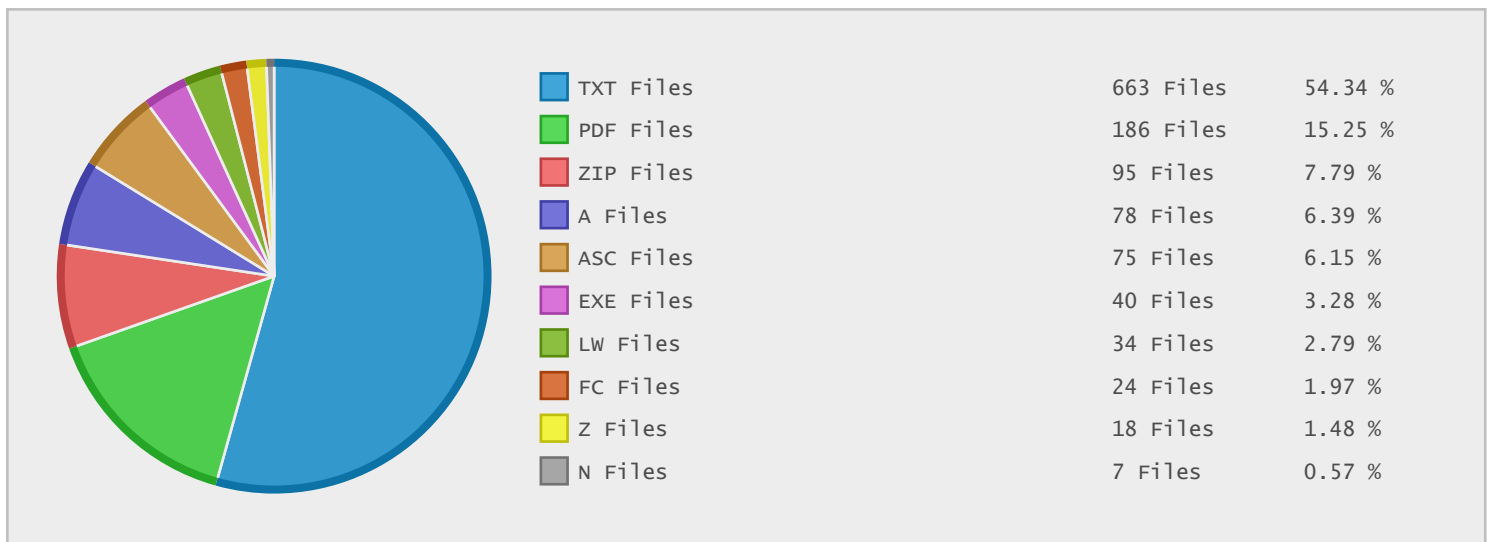 TXT Files 663 Files 54.34 %
PDF Files 186 Files 15.25 %
ZIP Files 95 Files 7.79 %
A Files 78 Files 6.39 %
ASC Files 75 Files 6.15 %
EXE Files 40 Files 3.28 %
LW Files 34 Files 2.79 %
FC Files 24 Files 1.97 %
Z Files 18 Files 1.48 %
N Files 7 Files 0.57 %